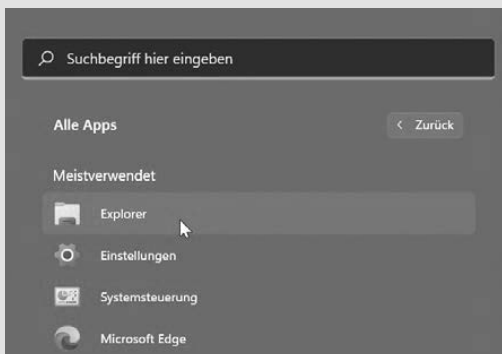 Suchbegriff hier eingeben
Alle Apps
< Zurück
Meistverwendet
Explorer
Einstellungen
Systemsteuerung
Microsoft Edge